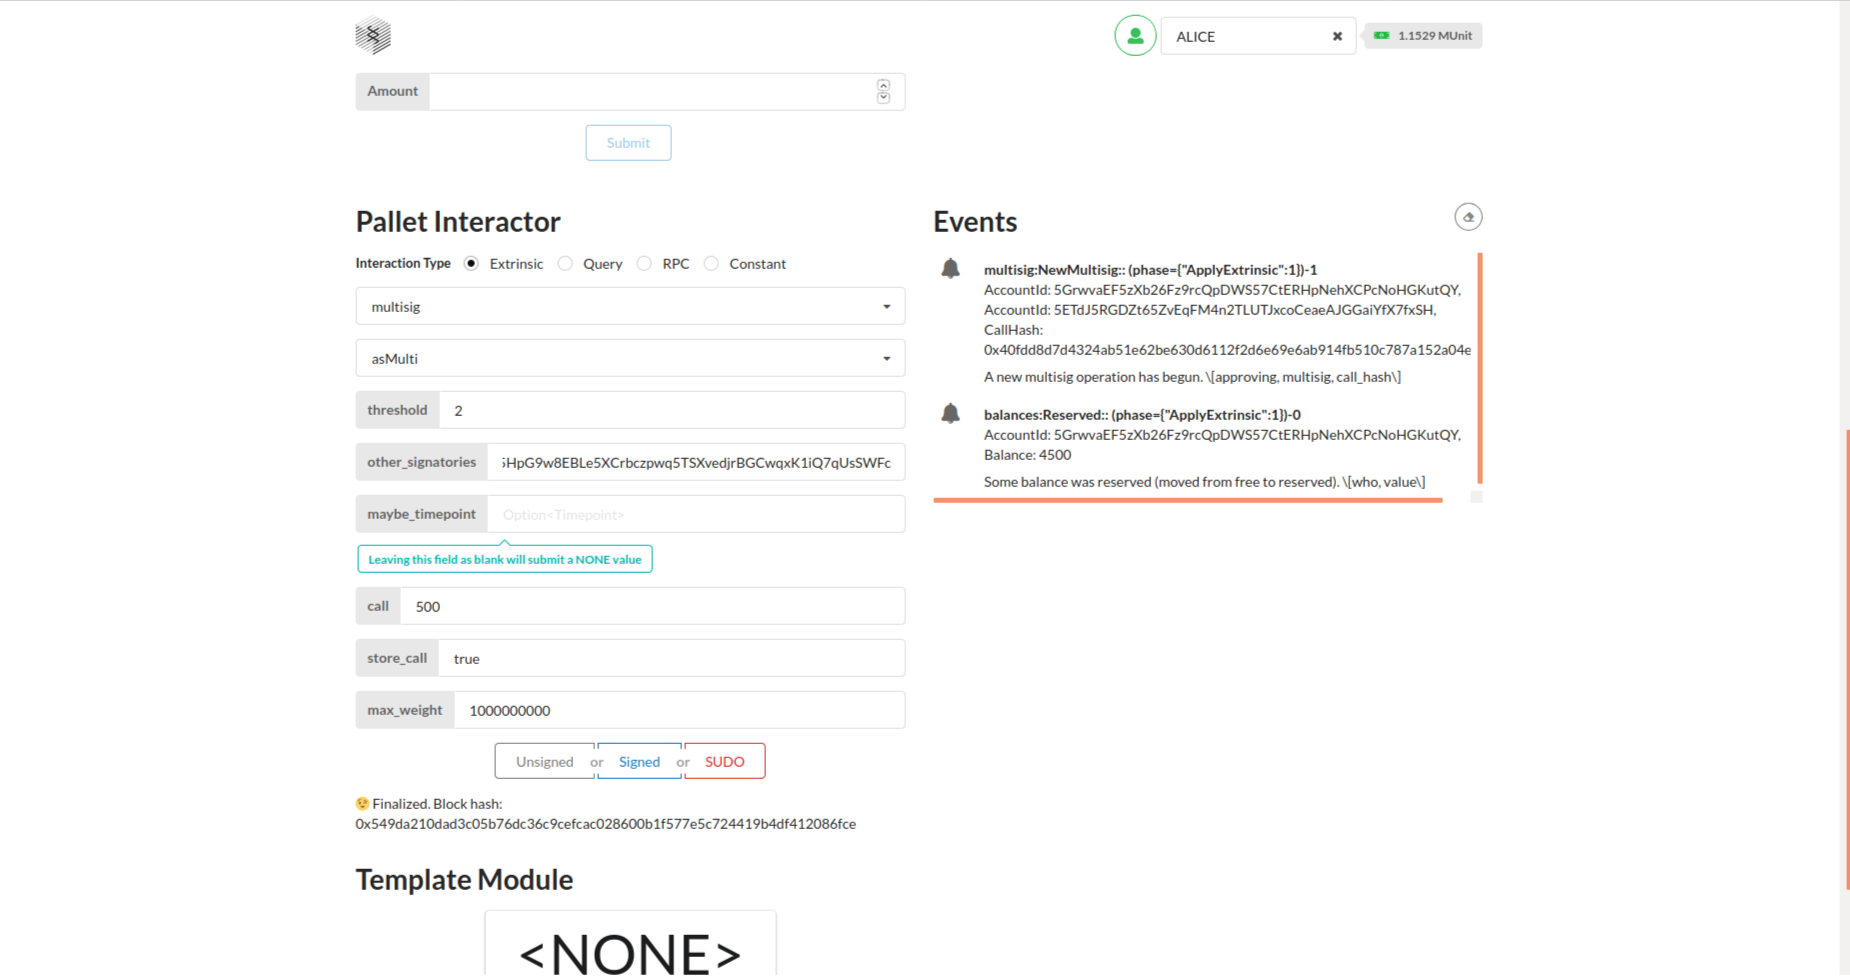 ALICE
1.1529 MUnit
Amount
Submit
Pallet Interactor
Interaction Type Extrinsic Query RPC Constant
multisig
asMulti
threshold 2
other_signatories HpG9w8EBLe5XCrbczpwq5TSXvedjrBGCwqxK1iQ7qUsSWFc
maybe_timepoint Option<Timepoint>
Leaving this field as blank will submit a NONE value
call 500
store_call true
max_weight 1000000000
Unsigned or Signed or SUDO
Finalized. Block hash:
0x549da210dad3c05b76dc36c9cefcac028600b1f577e5c724419b4df412086fce
Template Module
<NONE>
Events
multisig:NewMultisig:: (phase={"ApplyExtrinsic":1})-1
AccountId: 5GrwvaEF5zXb26Fz9rcQpDWS57CtERHpNehXCPcNoHGKutQY,
AccountId: 5ETdJ5RGDZt65ZvEqFM4n2TLUTJxcoCeaeAJGGaiYfX7fxSH,
CallHash:
0x40fdd8d7d4324ab51e62be630d6112f2d6e69e6ab914fb510c787a152a04e
A new multisig operation has begun. \[approving, multisig, call_hash\]
balances:Reserved:: (phase={"ApplyExtrinsic":1})-0
AccountId: 5GrwvaEF5zXb26Fz9rcQpDWS57CtERHpNehXCPcNoHGKutQY,
Balance: 4500
Some balance was reserved (moved from free to reserved). \[who, value\]